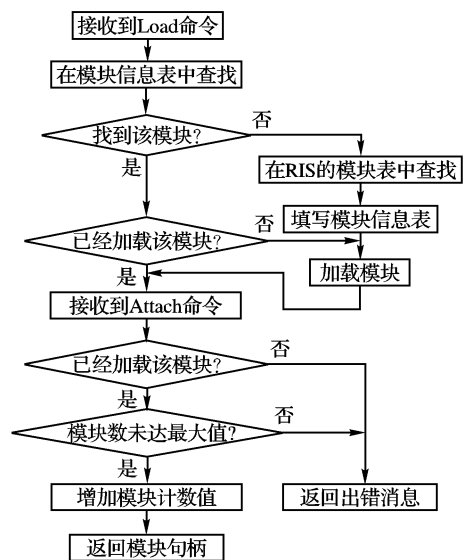 接收到Load命令
在模块信息表中查找
找到该模块?
否
是
在RIS的模块表中查找
填写模块信息表
已经加载该模块?
否
是
加载模块
接收到Attach命令
已经加载该模块?
否
是
模块数未达最大值?
否
是
增加模块计数值
返回出错消息
返回模块句柄